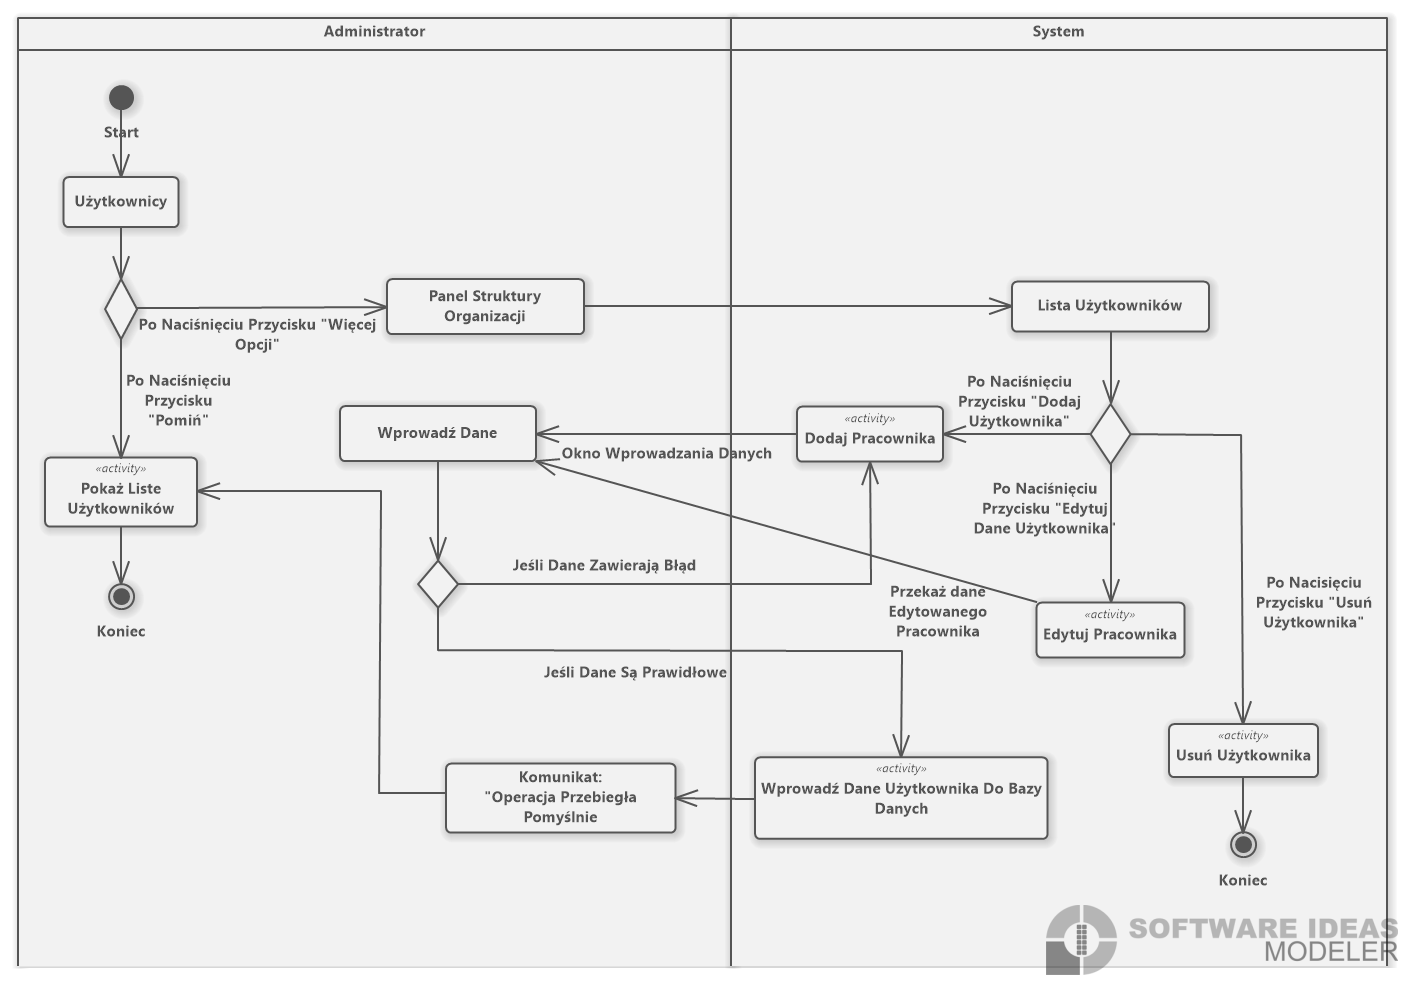 Administrator
System
Start
Użytkownicy
Panel Struktury
Organizacji
Lista Użytkowników
Po Naciśnięciu Przycisku "Więcej
Opcji"
Po Naciśnięciu
Przycisku
"Pomiń"
Po Naciśnięciu
Przycisku "Dodaj
Użytkownika"
Wprowadź Dane
«activity»
Dodaj Pracownika
Okno Wprowadzania Danych
«activity»
Pokaż Liste
Użytkowników
Po Naciśnięciu
Przycisku "Edytuj
Dane Użytkownika"
Jeśli Dane Zawierają Błąd
Przekaż dane
Edytowanego
Pracownika
Po Nacisięciu
Przycisku "Usuń
Użytkownika"
Koniec
«activity»
Edytuj Pracownika
Jeśli Dane Są Prawidłowe
«activity»
Usuń Użytkownika
Komunikat:
"Operacja Przebiegła
Pomyślnie
«activity»
Wprowadź Dane Użytkownika Do Bazy
Danych
Koniec
SOFTWARE IDEAS
MODELER